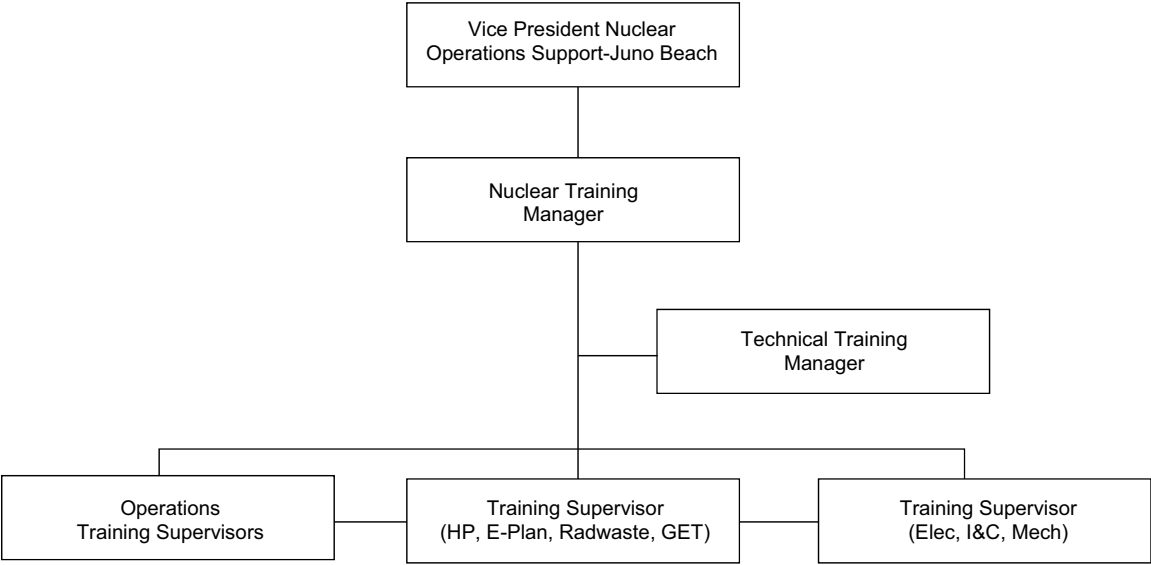 Vice President Nuclear
Operations Support-Juno Beach
Nuclear Training
Manager
Technical Training
Manager
Operations
Training Supervisors
Training Supervisor
(HP, E-Plan, Radwaste, GET)
Training Supervisor
(Elec, I&C, Mech)